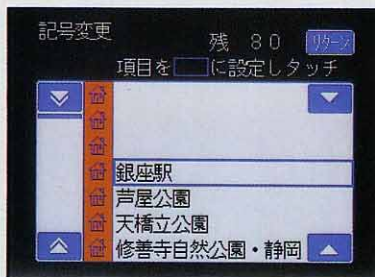 記号変更
残 80 リターン
項目を に設定しタッチ
銀座駅
芦屋公園
天橋立公園
修善寺自然公園・静岡